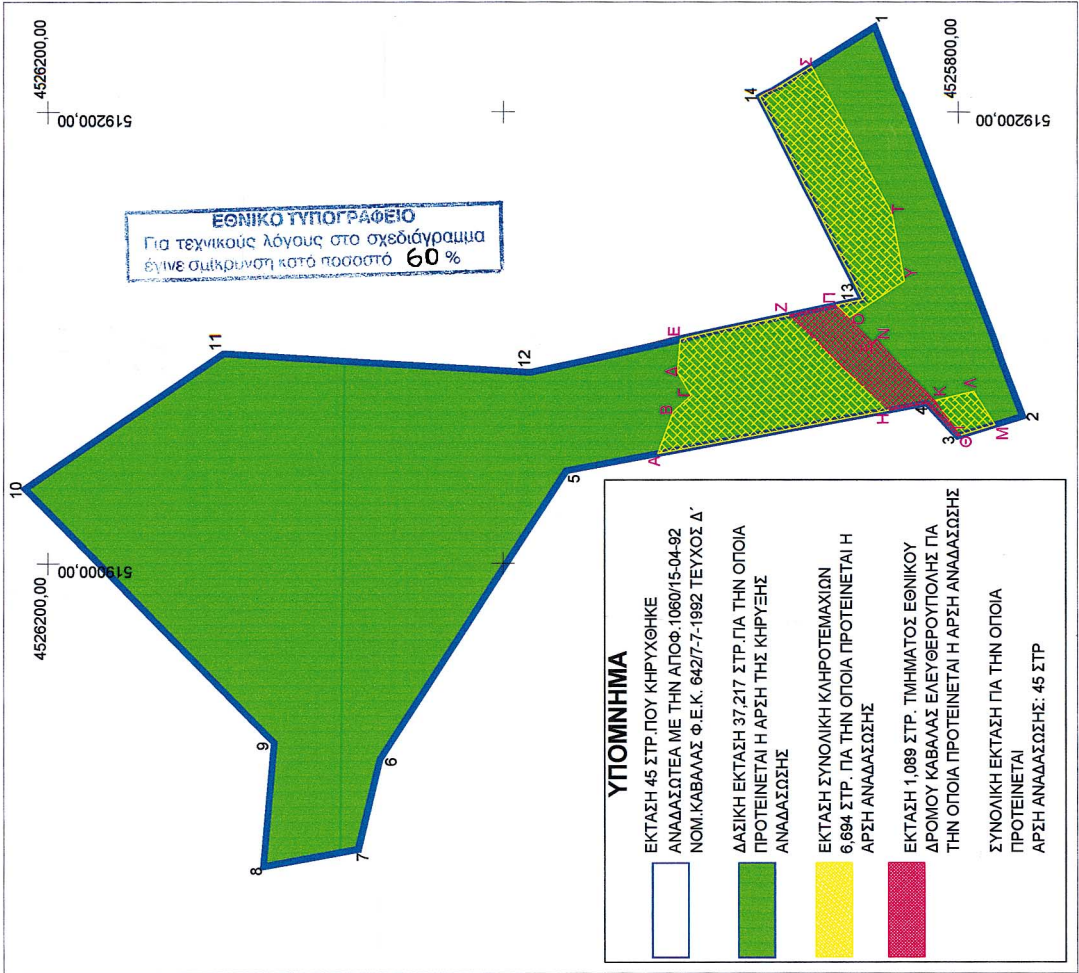 4526200,00
519200,00
4525800,00
519200,00
4526200,00
519000,00
ΕΘΝΙΚΟ ΤΥΠΟΓΡΑΦΕΙΟ
Για τεχνικούς λόγους στο σχεδιάγραμμα
έγινε σμίκρυνση κατά ποσοστό 60 %
1
Σ
14
Τ
Υ
13
Π
Ζ
Ο
Ν
Ξ
11
12
Ε
Δ
Γ
Β
Α
Η
4
Κ
Λ
3
Θ
Ι
Μ
2
5
10
9
6
7
8
ΥΠΟΜΝΗΜΑ
ΕΚΤΑΣΗ 45 ΣΤΡ.ΠΟΥ ΚΗΡΥΧΘΗΚΕ
ΑΝΑΔΑΣΩΤΕΑ ΜΕ ΤΗΝ ΑΠΟΦ.1060/15-04-92
ΝΟΜ.ΚΑΒΑΛΑΣ Φ.Ε.Κ. 642/7-7-1992 ΤΕΥΧΟΣ Δ΄
ΔΑΣΙΚΗ ΕΚΤΑΣΗ 37,217 ΣΤΡ.ΓΙΑ ΤΗΝ ΟΠΟΙΑ
ΠΡΟΤΕΙΝΕΤΑΙ Η ΑΡΣΗ ΤΗΣ ΚΗΡΥΞΗΣ
ΑΝΑΔΑΣΩΣΗΣ
ΕΚΤΑΣΗ ΣΥΝΟΛΙΚΗ ΚΛΗΡΟΤΕΜΑΧΙΩΝ
6,694 ΣΤΡ. ΓΙΑ ΤΗΝ ΟΠΟΙΑ ΠΡΟΤΕΙΝΕΤΑΙ Η
ΑΡΣΗ ΑΝΑΔΑΣΩΣΗΣ
ΕΚΤΑΣΗ 1,089 ΣΤΡ. ΤΜΗΜΑΤΟΣ ΕΘΝΙΚΟΥ
ΔΡΟΜΟΥ ΚΑΒΑΛΑΣ ΕΛΕΥΘΕΡΟΥΠΟΛΗΣ ΓΙΑ
ΤΗΝ ΟΠΟΙΑ ΠΡΟΤΕΙΝΕΤΑΙ Η ΑΡΣΗ ΑΝΑΔΑΣΩΣΗΣ
ΣΥΝΟΛΙΚΗ ΕΚΤΑΣΗ ΓΙΑ ΤΗΝ ΟΠΟΙΑ
ΠΡΟΤΕΙΝΕΤΑΙ
ΑΡΣΗ ΑΝΑΔΑΣΩΣΗΣ: 45 ΣΤΡ